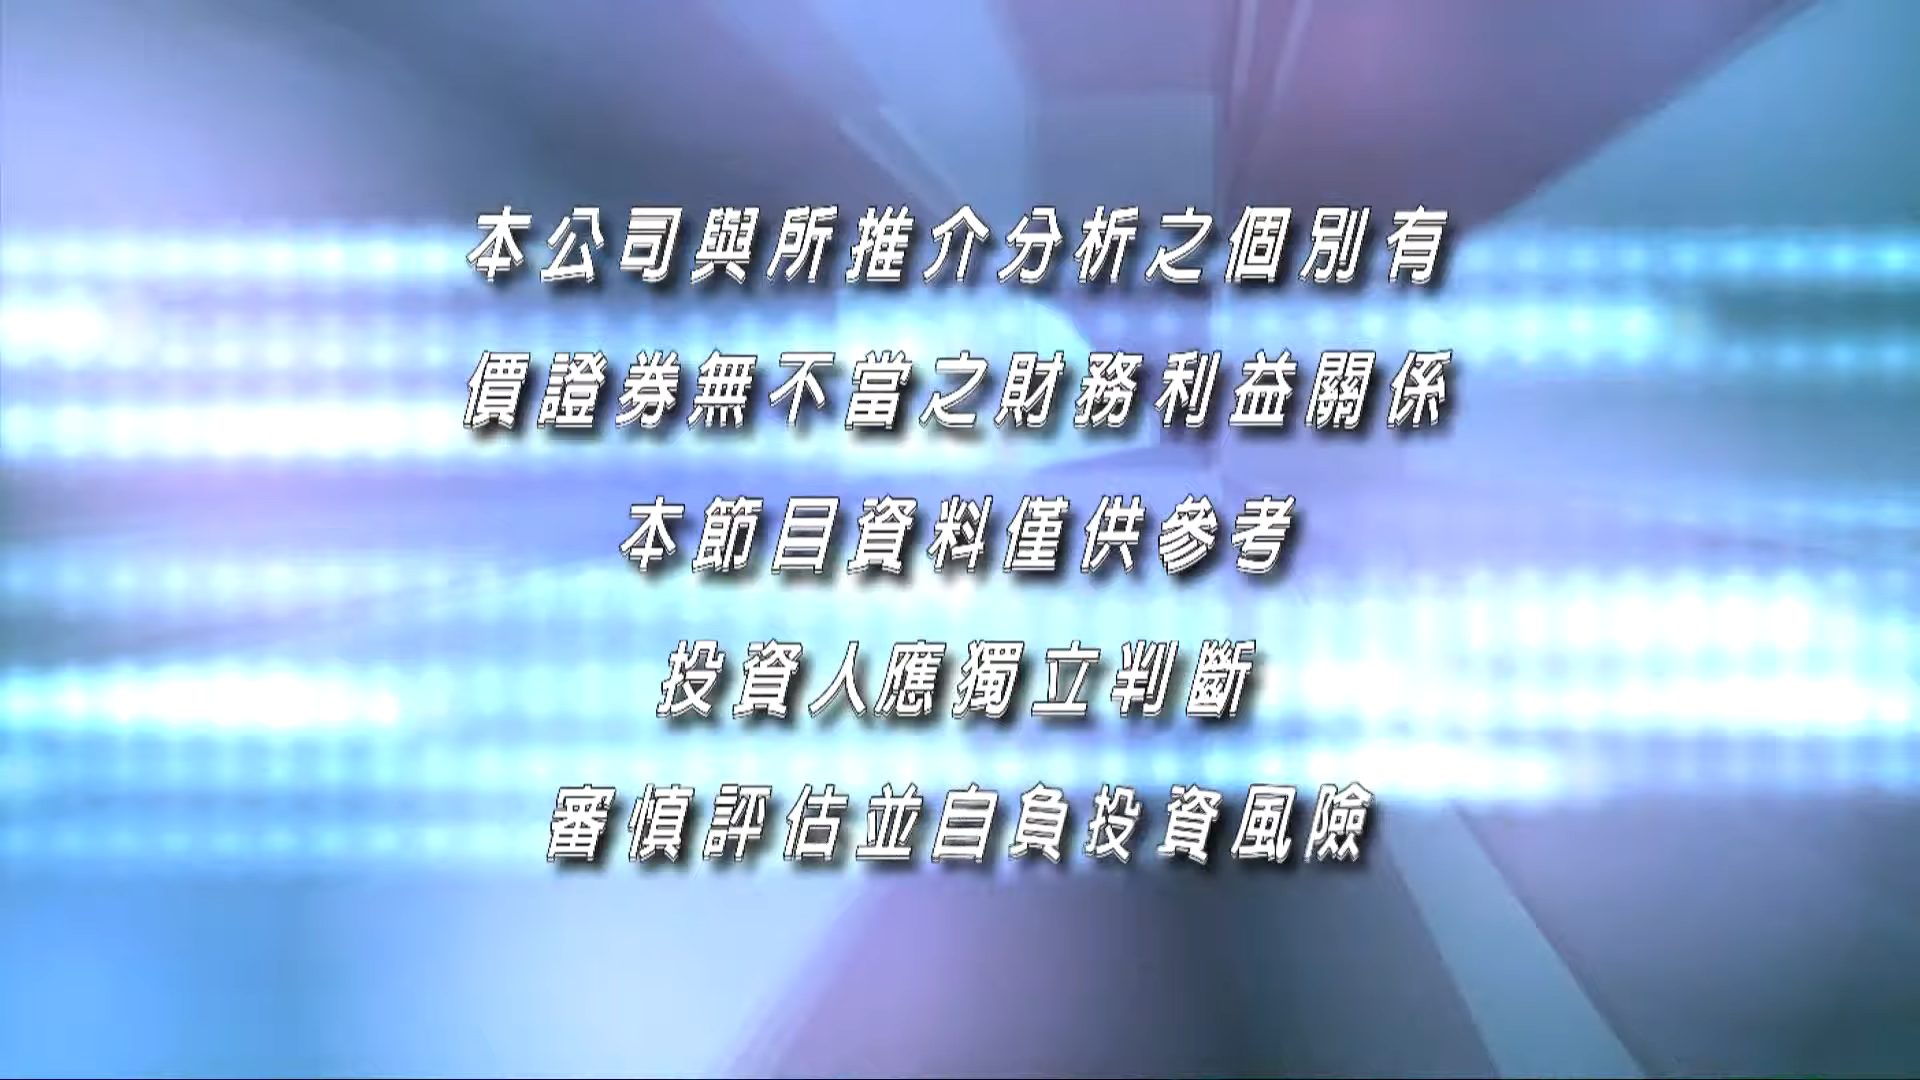 本公司與所推介分析之個別有
價證券無不當之財務利益關係
本節目資料僅供參考
投資人應獨立判斷
審慎評估並自負投資風險